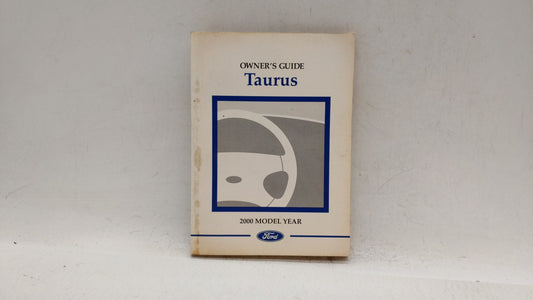 OWNER'S GUIDE
Taurus
2000 MODEL YEAR
Ford